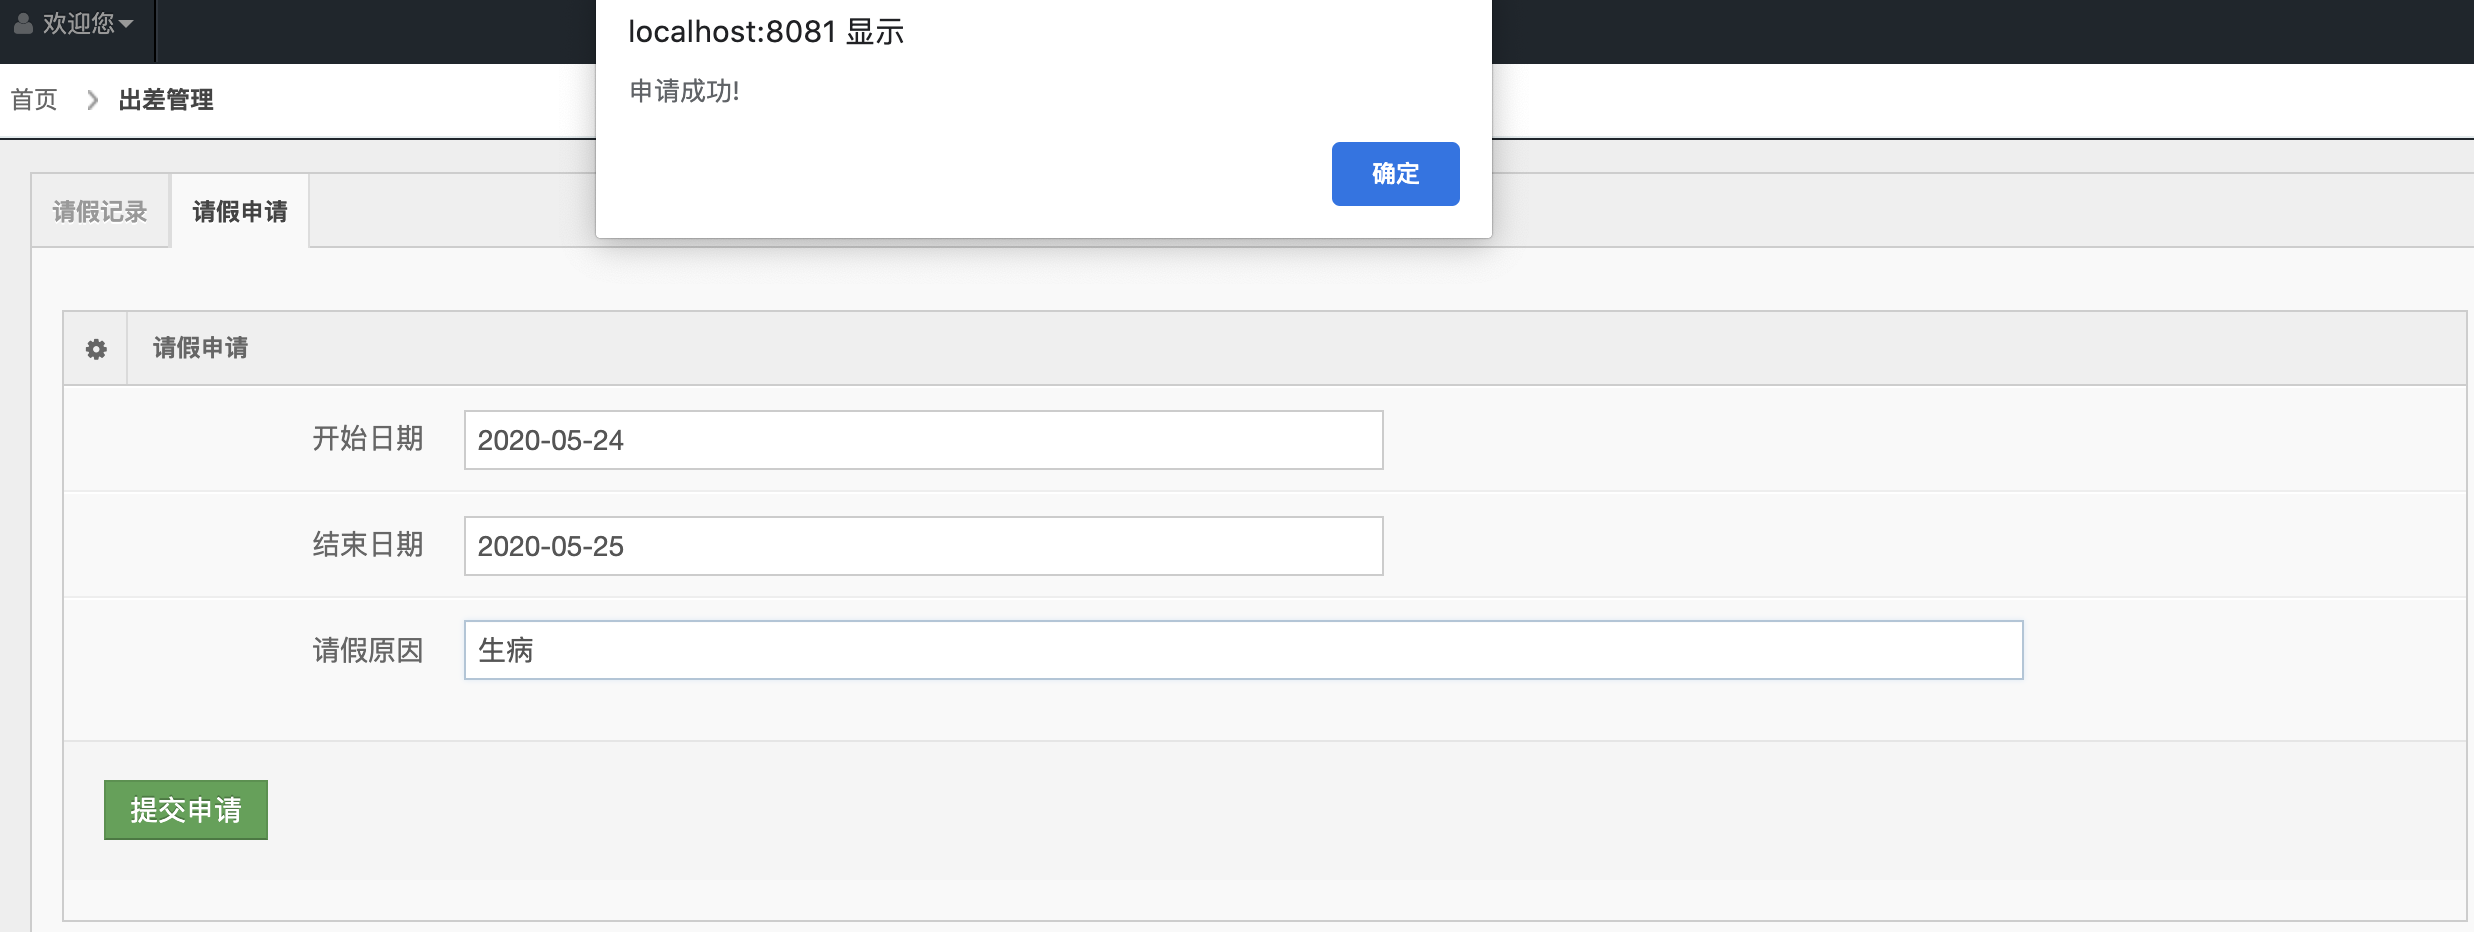 欢迎您
localhost:8081 显示
申请成功!
确定
首页 出差管理
请假记录 请假申请
请假申请
开始日期 2020-05-24
结束日期 2020-05-25
请假原因 生病
提交申请